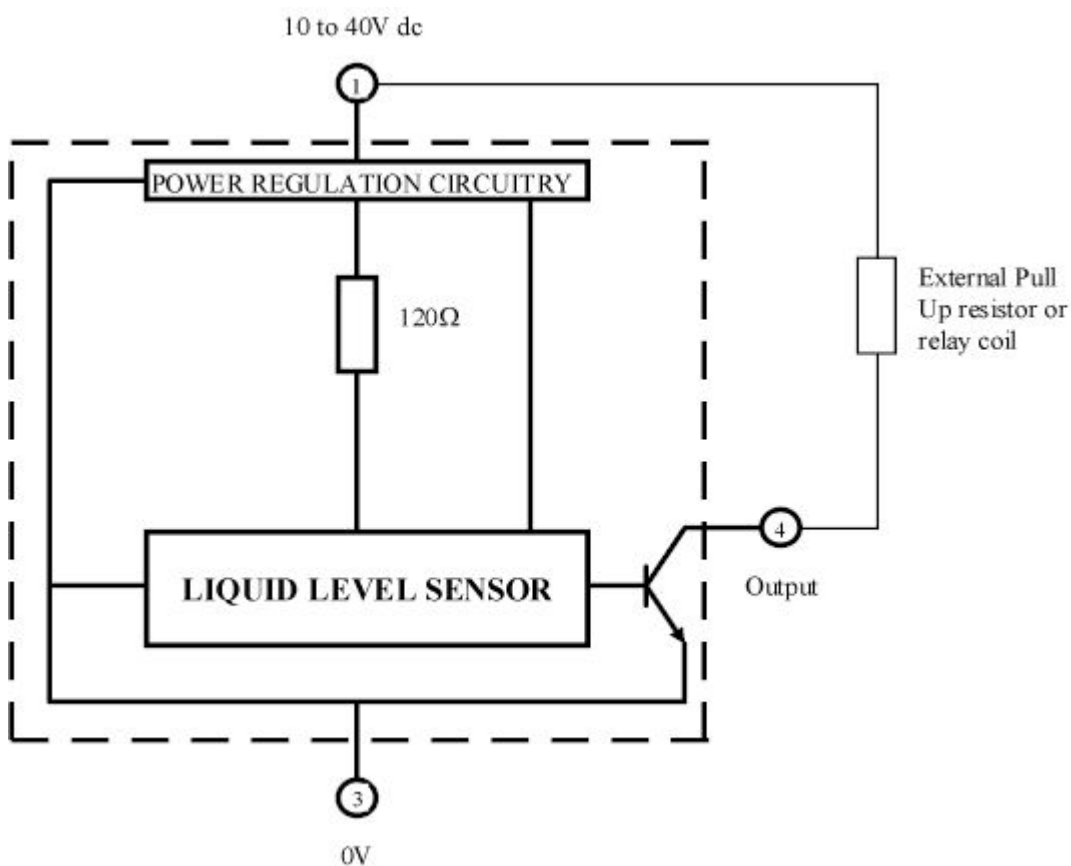 10 to 40V dc
1
POWER REGULATION CIRCUITRY
120Ω
External Pull
Up resistor or
relay coil
4
LIQUID LEVEL SENSOR
Output
3
0V